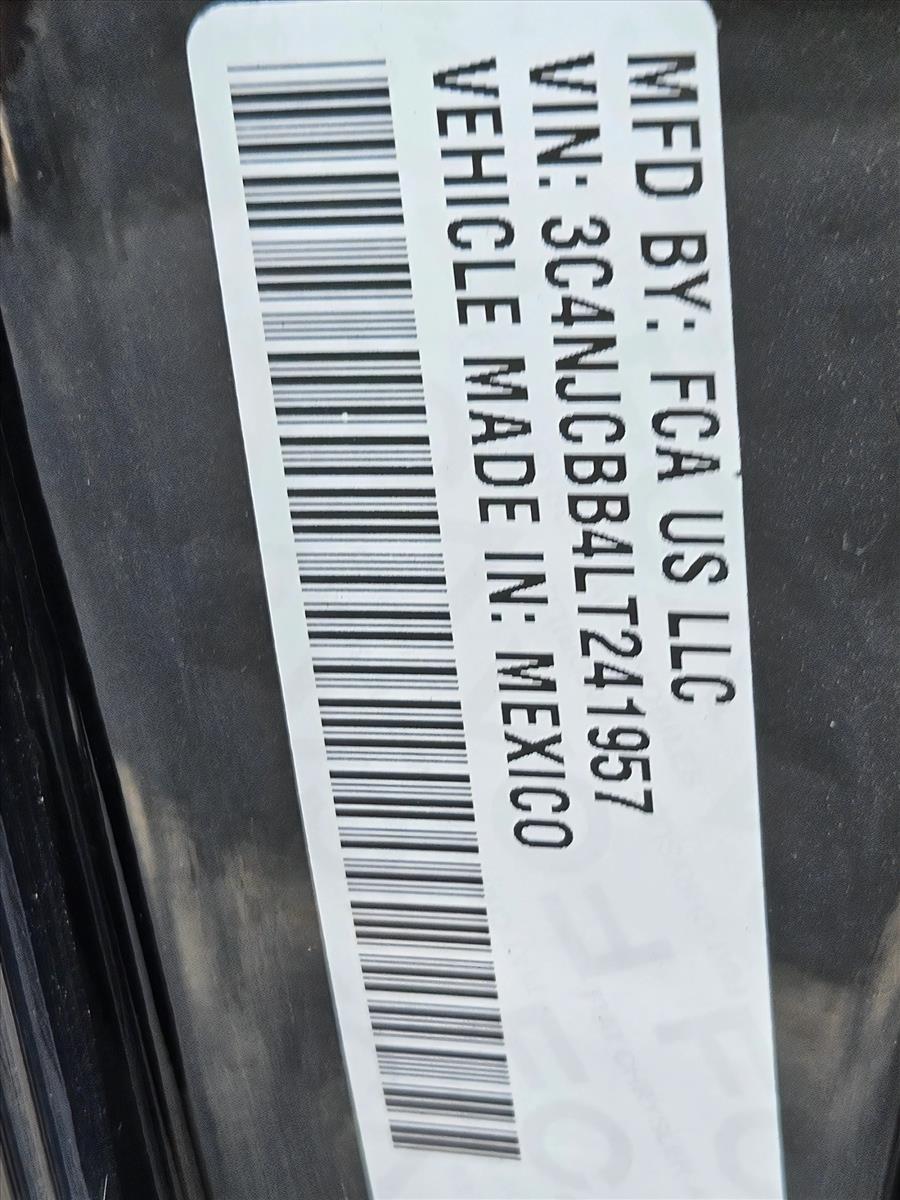 MFD BY: FCA US LLC
VIN: 3C4NJCBB4LT241957
VEHICLE MADE IN: MEXICO